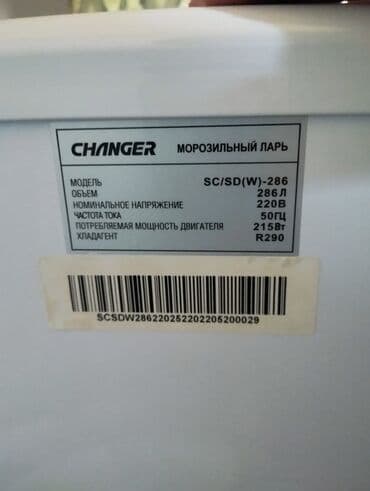 CHANGER МОРОЗИЛЬНЫЙ ЛАРЬ
МОДЕЛЬ SC/SD(W)-286
ОБЪЕМ 286Л
НОМИНАЛЬНОЕ НАПРЯЖЕНИЕ 220В
ЧАСТОТА ТОКА 50ГЦ
ПОТРЕБЛЯЕМАЯ МОЩНОСТЬ ДВИГАТЕЛЯ 215Вт
ХЛАДАГЕНТ R290
SCSDW286220252202205200029